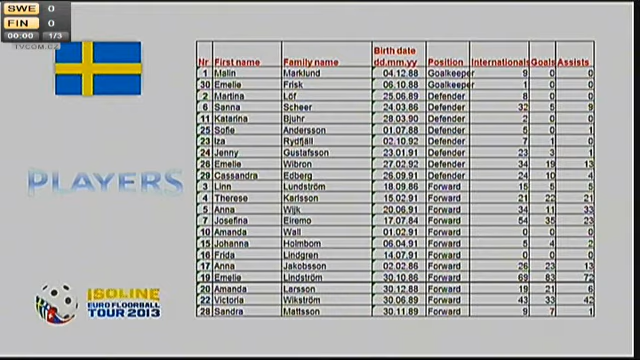 SWE 0
FIN 0
00:00 1/3
TVCOM.CZ
PLAYERS
ISOLINE
EURO FLOORBALL
TOUR 2013
Nr First name Family name Birth date dd.mm.yy Position Internationals Goals Assists
1 Malin Marklund 04.12.88 Goalkeeper 9 0 0
30 Emelie Frisk 06.10.88 Goalkeeper 1 0 0
2 Martina Löf 25.06.89 Defender 8 0 0
6 Sanna Scheer 24.03.86 Defender 32 5 9
11 Katarina Bjuhr 28.03.90 Defender 2 0 0
25 Sofie Andersson 01.07.88 Defender 0 0 1
23 Iza Rydfjäll 02.10.92 Defender 7 1 0
24 Jenny Gustafsson 23.01.91 Defender 23 3 1
26 Emelie Wibron 27.02.92 Defender 34 19 13
29 Cassandra Edberg 26.09.91 Defender 24 10 4
3 Linn Lundström 18.09.86 Forward 15 5 5
4 Therese Karlsson 15.02.91 Forward 21 22 21
5 Anna Wijk 20.06.91 Forward 34 11 33
7 Josefina Eiremo 17.07.84 Forward 54 35 23
10 Amanda Wall 01.02.91 Forward 0 0 0
15 Johanna Holmbom 06.04.91 Forward 5 4 2
16 Frida Lindgren 14.07.91 Forward 0 0 0
17 Anna Jakobsson 02.02.86 Forward 26 23 13
19 Emelie Lindström 30.10.86 Forward 69 83 72
20 Amanda Larsson 30.12.88 Forward 21 5 6
22 Victoria Wikström 30.06.89 Forward 43 33 42
28 Sandra Mattsson 30.11.89 Forward 9 7 1